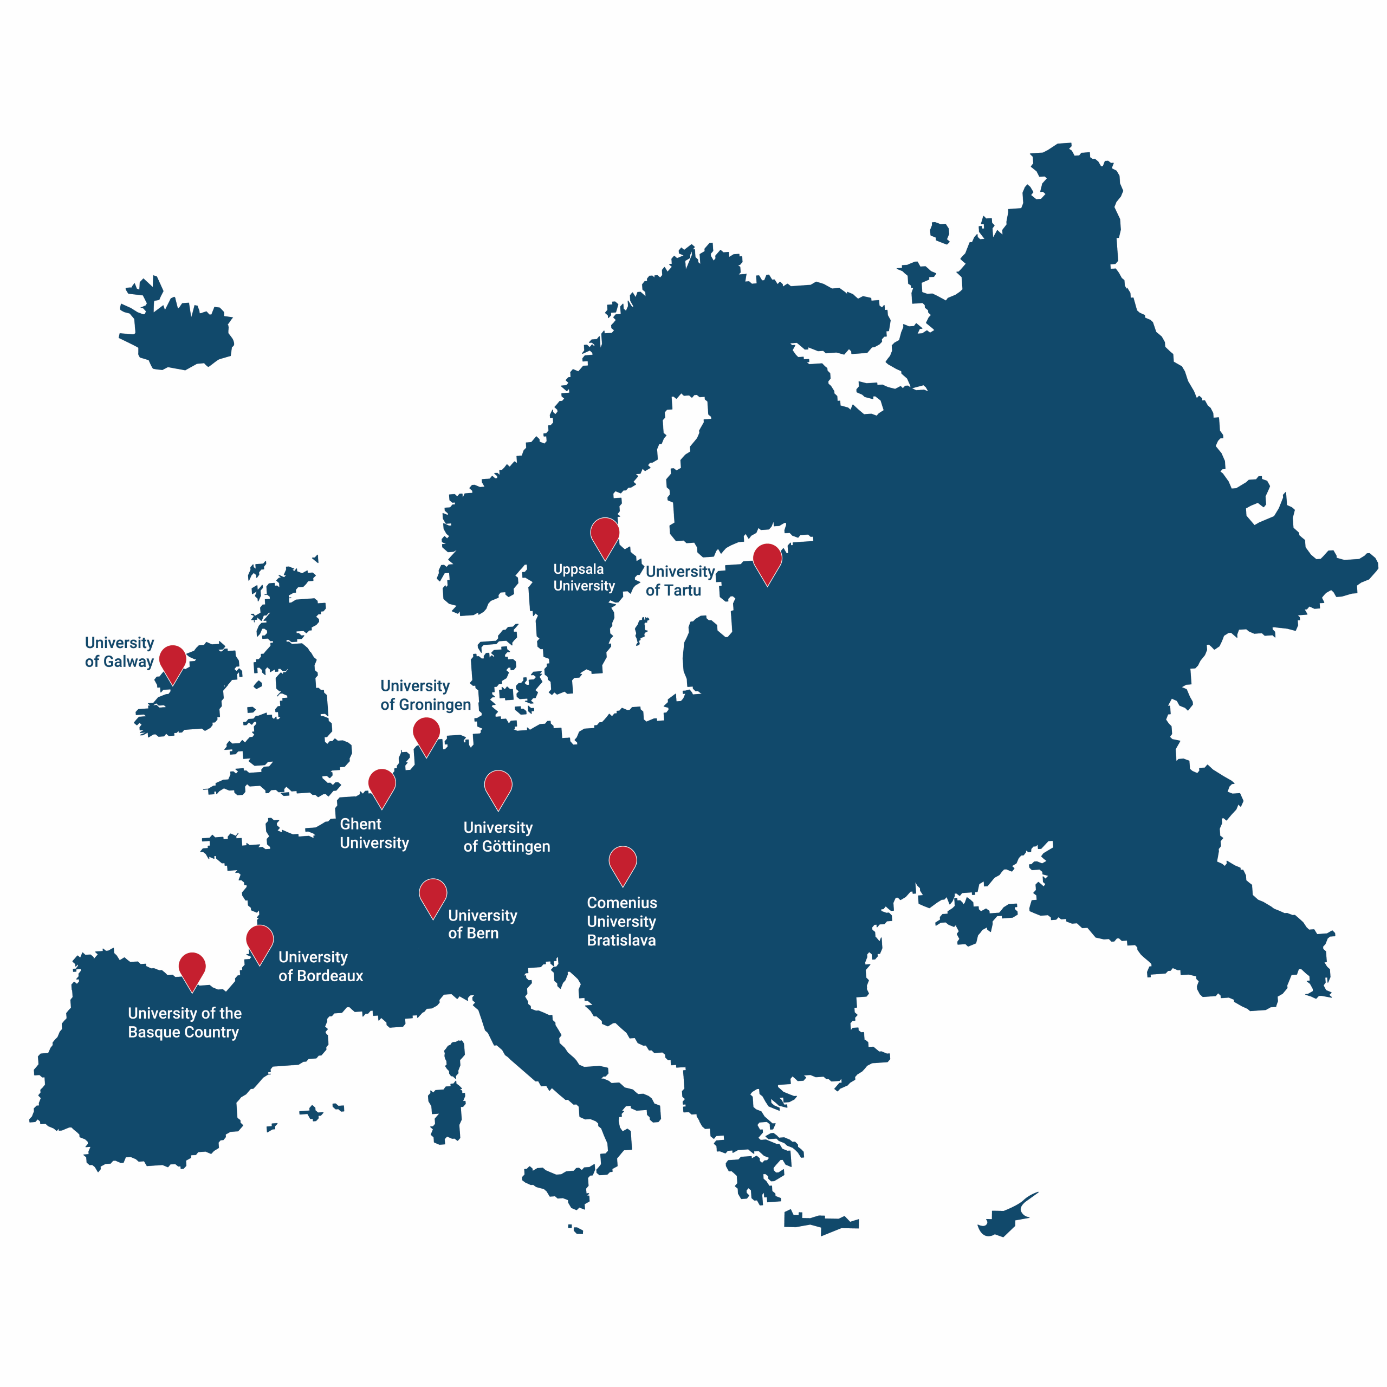 Uppsala
University
University
of Tartu
University
of Galway
University
of Groningen
Ghent
University
University
of Göttingen
Comenius
University
Bratislava
University
of Bern
University
of Bordeaux
University of the
Basque Country